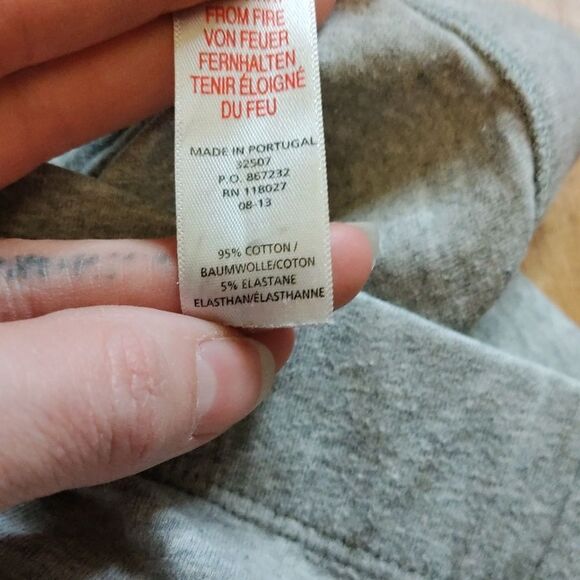 FROM FIRE
VON FEUER
FERNHALTEN,
TENIR ÉLOIGNÉ
DU FEU
MADE IN PORTUGAL
32507
P.O. 867232
RN 118027
08-13
95% COTTON /
BAUMWOLLE/COTON
5% ELASTANE
ELASTHAN/ÉLASTHANNE